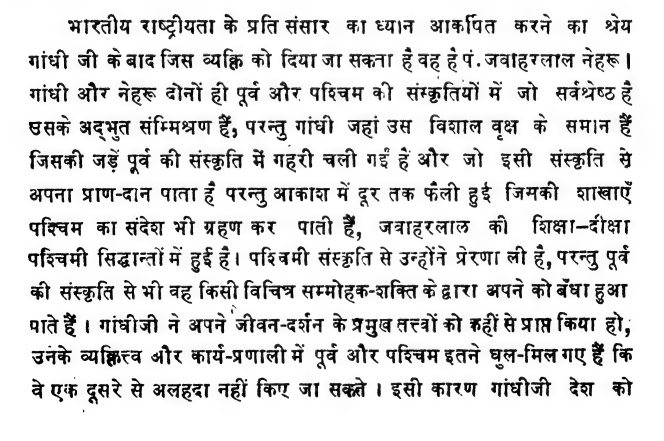 भारतीय राष्ट्रीयता के प्रति संसार का ध्यान आकर्षित करने का श्रेय
गांधी जी के बाद जिस व्यक्ति को दिया जा सकता है वह है पं. जवाहरलाल नेहरू।
गांधी और नेहरू दोनों ही पूर्व और पश्चिम की संस्कृतियों में जो सर्वश्रेष्ठ है
उसके अद्भुत संम्मिश्रण हैं, परन्तु गांधी जहां उस विशाल वृक्ष के समान हैं
जिसकी जड़ें पूर्व की संस्कृति में गहरी चली गई हैं और जो इसी संस्कृति से
अपना प्राण-दान पाता है परन्तु आकाश में दूर तक फैली हुई जिमकी शाखाएँ
पश्चिम का संदेश भी ग्रहण कर पाती हैं, जवाहरलाल की शिक्षा-दीक्षा
पश्चिमी सिद्धान्तों में हुई है। पश्चिमी संस्कृति से उन्होंने प्रेरणा ली है, परन्तु पूर्व
की संस्कृति से भी वह किसी विचित्र सम्मोहक-शक्ति के द्वारा अपने को बँधा हुआ
पाते हैं। गांधीजी ने अपने जीवन-दर्शन के प्रमुख तत्त्वों को कहीं से प्राप्त किया हो,
उनके व्यक्तित्त्व और कार्य-प्रणाली में पूर्व और पश्चिम इतने घुल-मिल गए हैं कि
वे एक दूसरे से अलहदा नहीं किए जा सकते। इसी कारण गांधीजी देश को